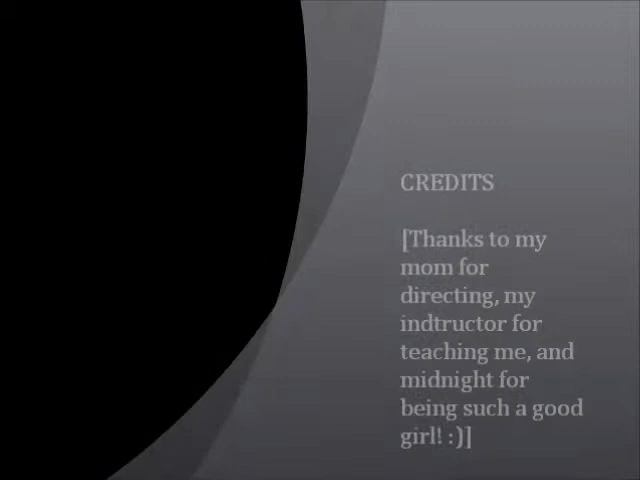 CREDITS
[Thanks to my
mom for
directing, my
indtructor for
teaching me, and
midnight for
being such a good
girl! :)]